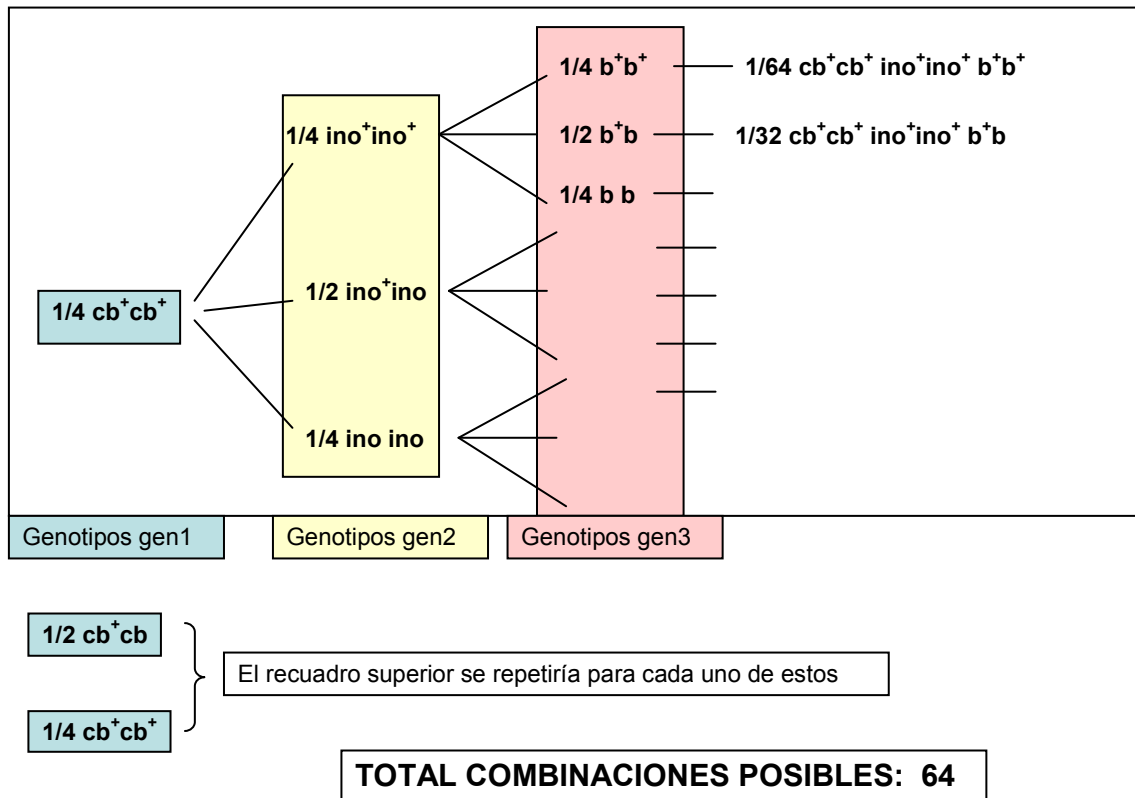 1/4 b⁺b⁺ 1/64 cb⁺cb⁺ ino⁺ino⁺ b⁺b⁺
1/4 ino⁺ino⁺ 1/2 b⁺b 1/32 cb⁺cb⁺ ino⁺ino⁺ b⁺b
1/4 b b
1/4 cb⁺cb⁺ 1/2 ino⁺ino
1/4 ino ino
Genotipos gen1 Genotipos gen2 Genotipos gen3
1/2 cb⁺cb
El recuadro superior se repetiría para cada uno de estos
1/4 cb⁺cb⁺
TOTAL COMBINACIONES POSIBLES: 64